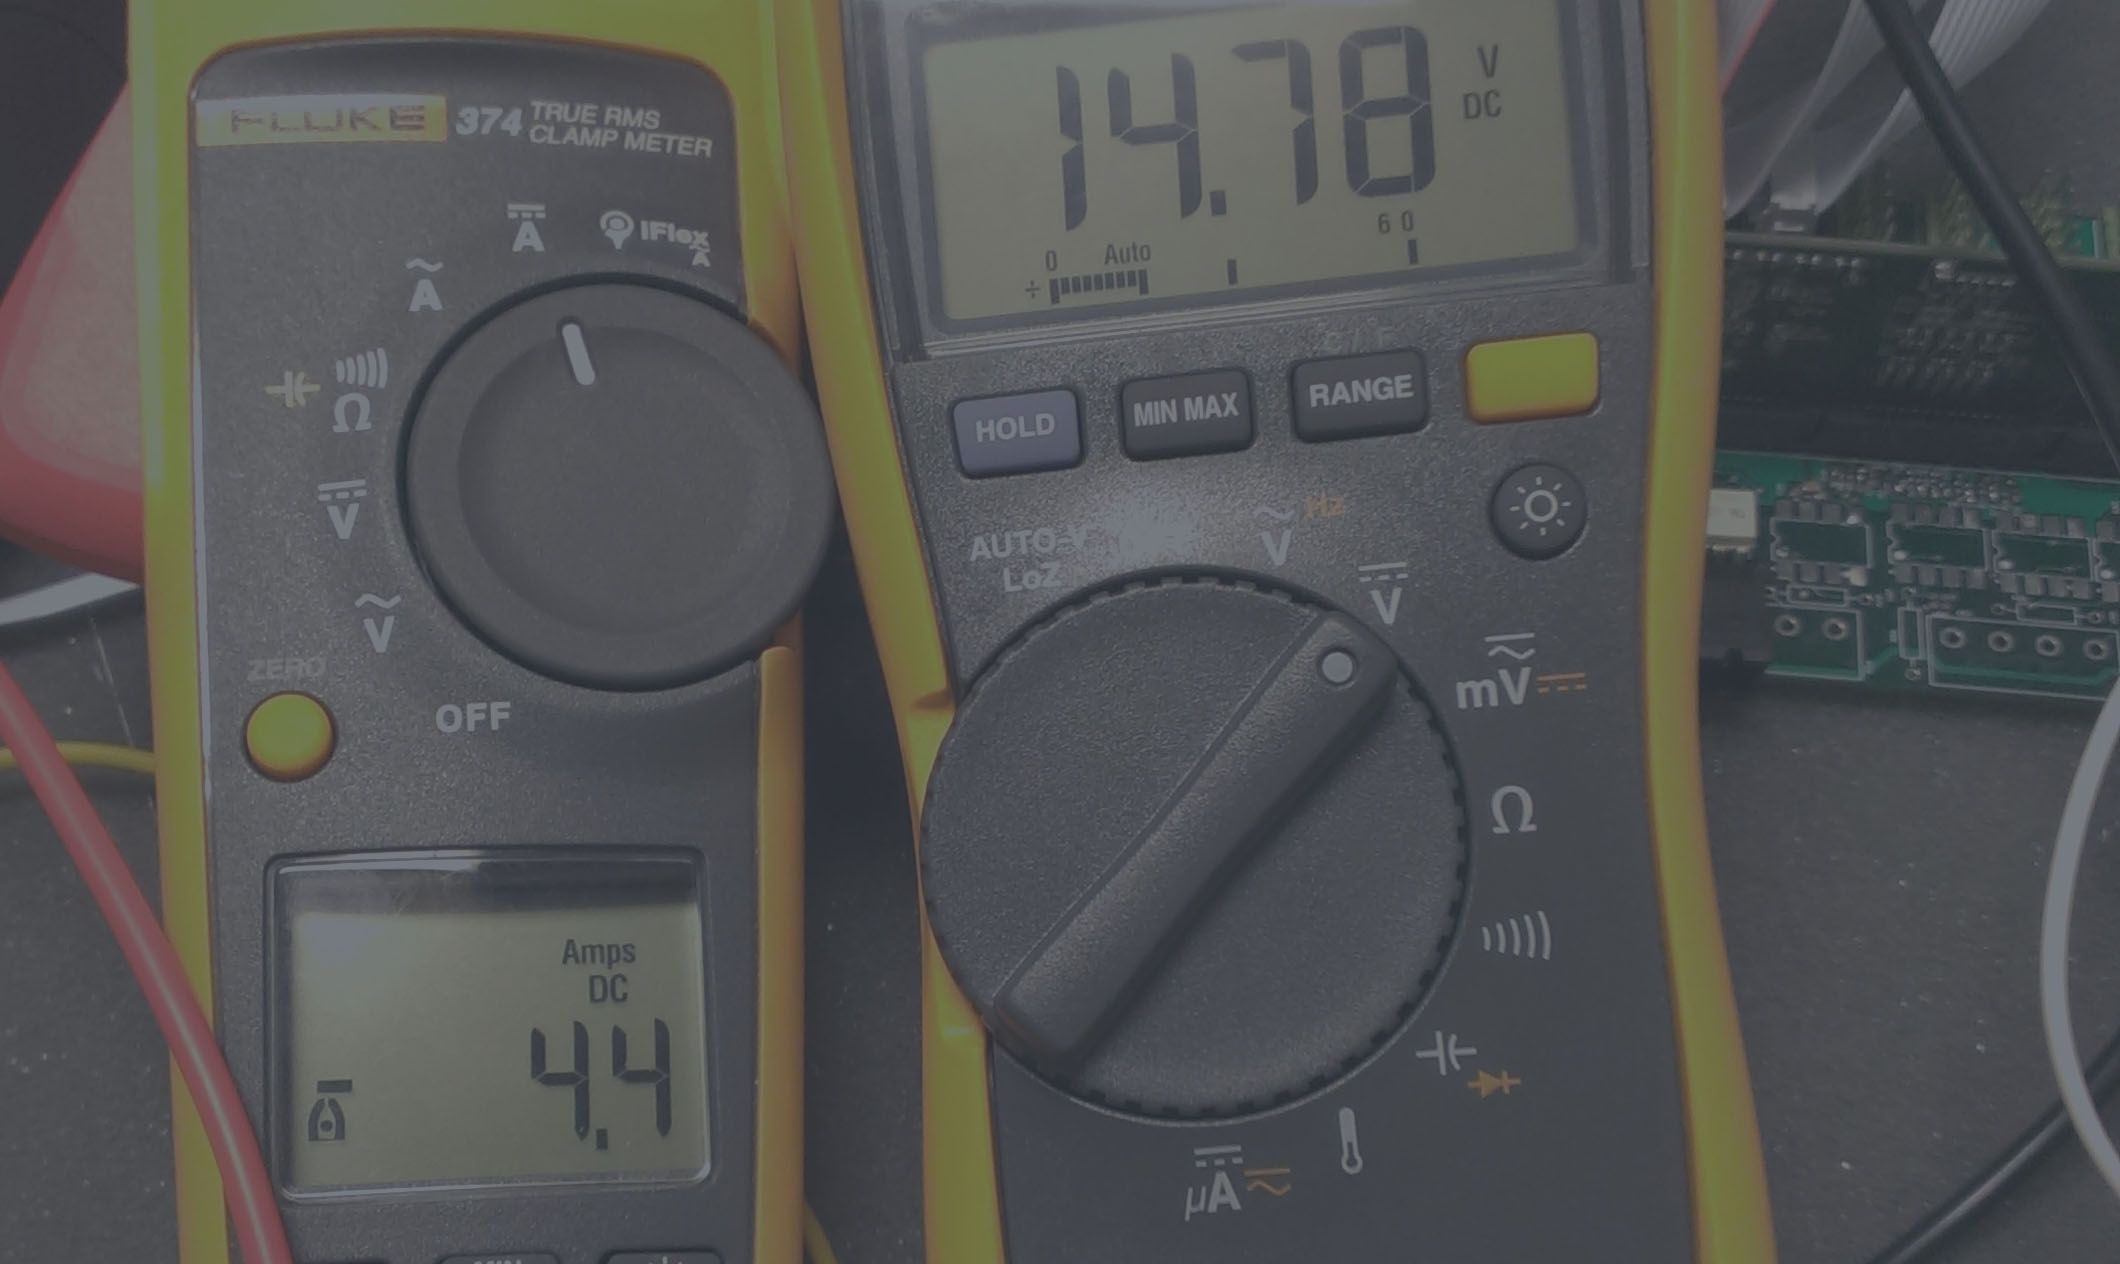 FLUKE 374 TRUE RMS
CLAMP METER
A
iFlex
A
A
Ω
V
V
ZERO
OFF
Amps
DC
4.4
14.78
V
DC
60
0 Auto
HOLD
MIN MAX
RANGE
AUTO-V
LoZ
V
Hz
V
mV
Ω
µA